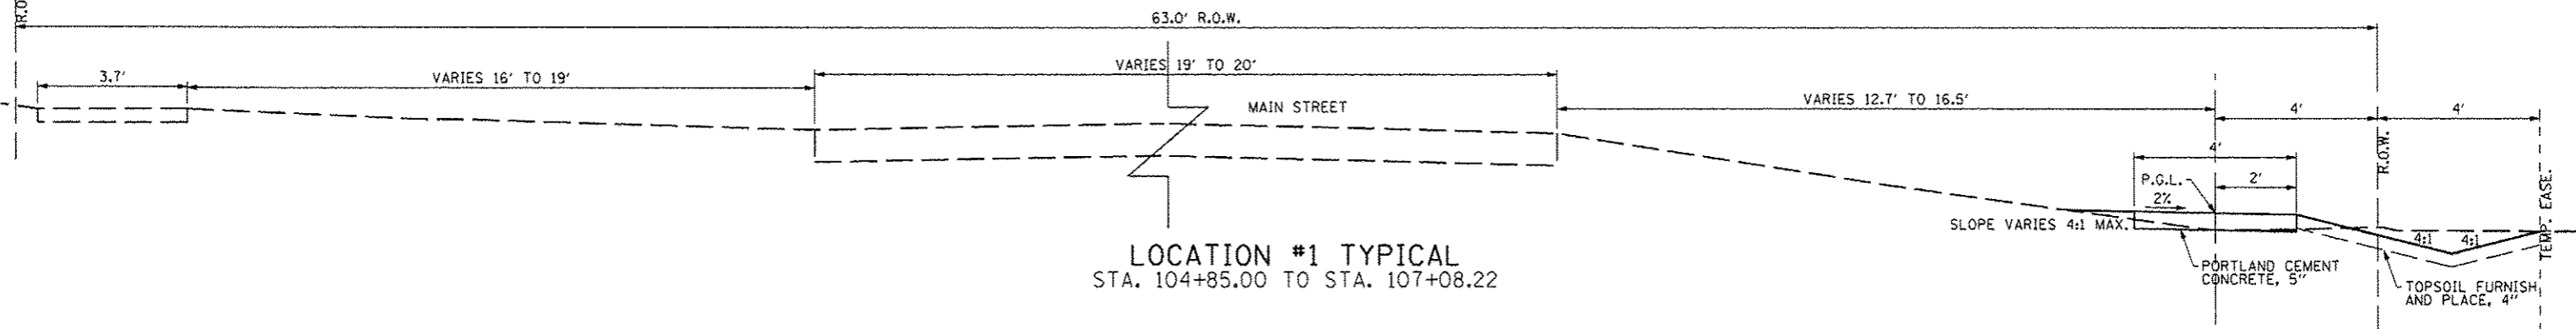 R.O
63.0' R.O.W.
3.7'
VARIES 16' TO 19'
VARIES 19' TO 20'
MAIN STREET
VARIES 12.7' TO 16.5'
4'
4'
R.O.W.
4'
P.G.L.
2'
2%
SLOPE VARIES 4:1 MAX.
4:1
4:1
TEMP. EASE.
PORTLAND CEMENT
CONCRETE, 5"
TOPSOIL FURNISH
AND PLACE, 4"
LOCATION #1 TYPICAL
STA. 104+85.00 TO STA. 107+08.22